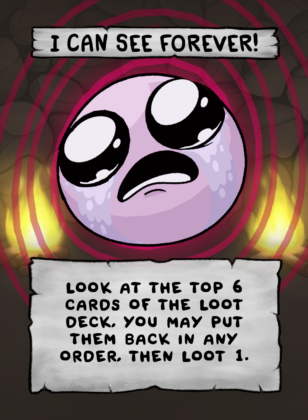 I CAN SEE FOREVER!
LOOK AT THE TOP 6
CARDS OF THE LOOT
DECK. YOU MAY PUT
THEM BACK IN ANY
ORDER, THEN LOOT 1.